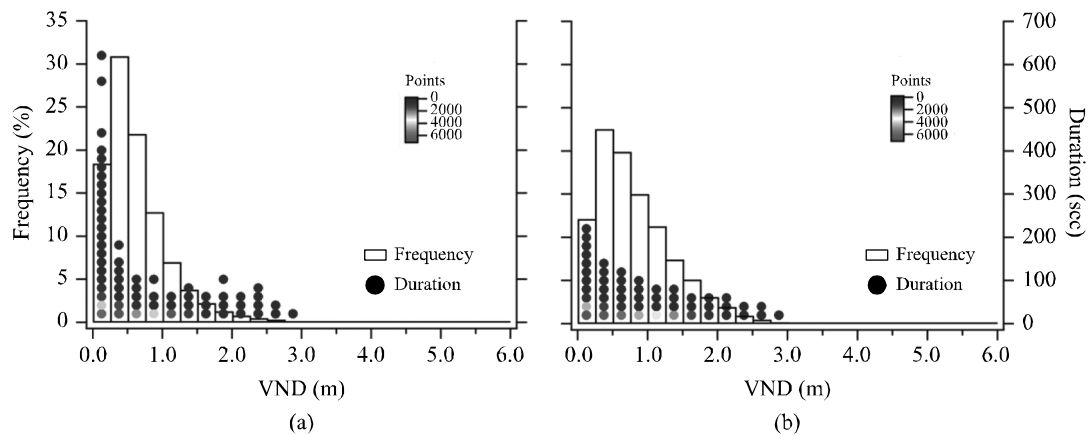 35
30
25
20
15
10
5
0
Frequency (%)
Points
0
2000
4000
6000
Frequency
Duration
0.0 1.0 2.0 3.0 4.0 5.0 6.0
VND (m)
(a)
700
600
500
400
300
200
100
0
Duration (scc)
Points
0
2000
4000
6000
Frequency
Duration
0.0 1.0 2.0 3.0 4.0 5.0 6.0
VND (m)
(b)